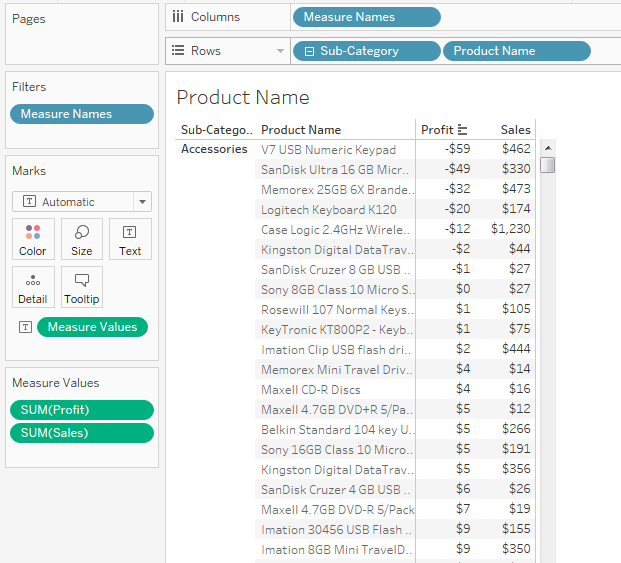 Pages
Columns
Measure Names
Rows
Sub-Category
Product Name
Filters
Measure Names
Marks
Automatic
Color
Size
Text
Detail
Tooltip
Measure Values
Measure Values
SUM(Profit)
SUM(Sales)
Product Name
Sub-Catego.. Product Name Profit Sales
Accessories V7 USB Numeric Keypad -$59 $462
SanDisk Ultra 16 GB Micr.. -$49 $330
Memorex 25GB 6X Brande.. -$32 $473
Logitech Keyboard K120 -$20 $174
Case Logic 2.4GHz Wirele.. -$12 $1,230
Kingston Digital DataTrav.. -$2 $44
SanDisk Cruzer 8 GB USB .. -$1 $27
Sony 8GB Class 10 Micro S.. $0 $27
Rosewill 107 Normal Keys.. $1 $105
KeyTronic KT800P2 - Keyb.. $1 $75
Imation Clip USB flash dri.. $2 $444
Memorex Mini Travel Driv.. $4 $14
Maxell CD-R Discs $4 $16
Maxell 4.7GB DVD+R 5/Pa.. $5 $12
Belkin Standard 104 key U.. $5 $266
Sony 16GB Class 10 Micro.. $5 $191
Kingston Digital DataTrav.. $5 $356
SanDisk Cruzer 4 GB USB .. $6 $26
Maxell 4.7GB DVD-R 5/Pack $7 $19
Imation 30456 USB Flash .. $9 $155
Imation 8GB Mini TravelD.. $9 $350